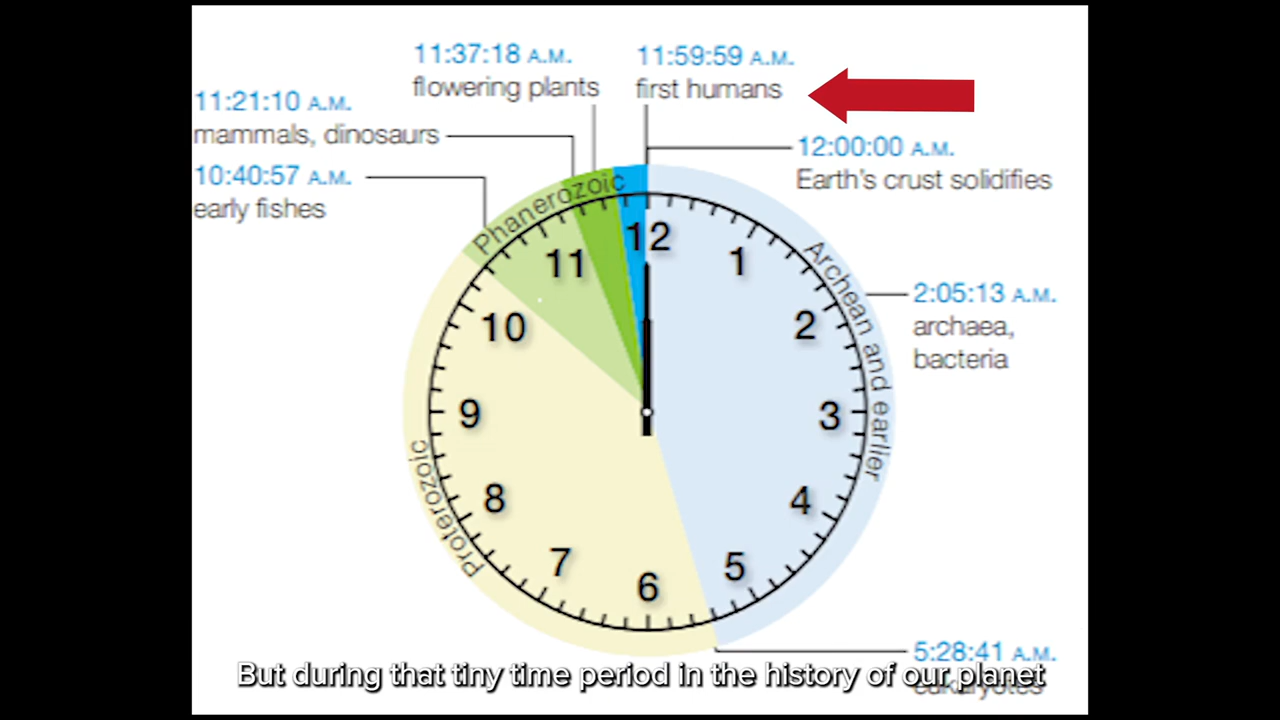 11:37:18 A.M.
flowering plants
11:59:59 A.M.
first humans
11:21:10 A.M.
mammals, dinosaurs
12:00:00 A.M.
Earth's crust solidifies
10:40:57 A.M.
early fishes
Phanerozoic
12
11
1
Archean and earlier
2:05:13 A.M.
archaea,
bacteria
10
2
9
3
Proterozoic
8
4
7
5
6
5:28:41 A.M.
eukaryotes
But during that tiny time period in the history of our planet